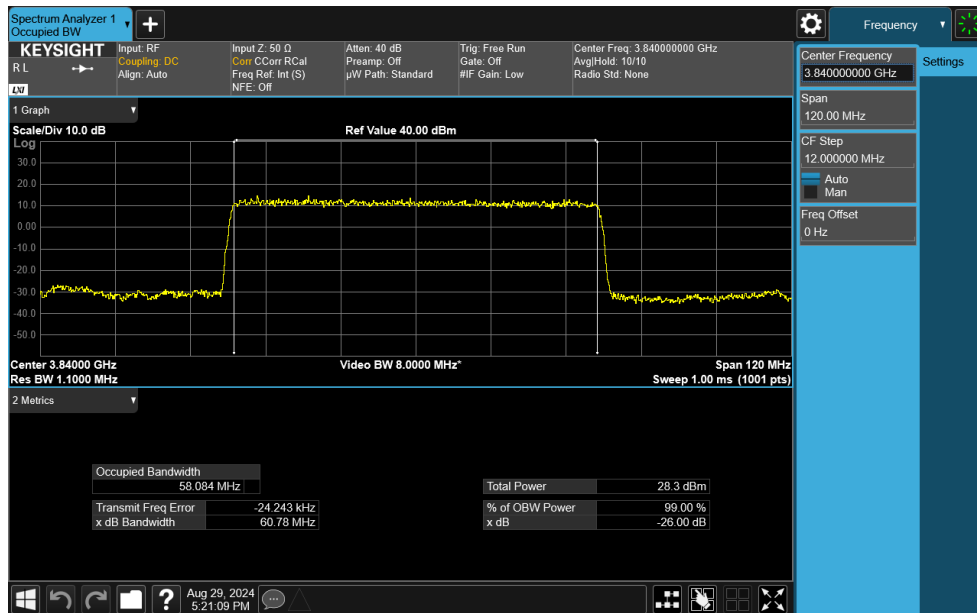 Spectrum Analyzer 1
Occupied BW
Frequency
KEYSIGHT
R L
LXI
Input: RF
Coupling: DC
Align: Auto
Input Z: 50 Ω
Corr CCorr RCal
Freq Ref: Int (S)
NFE: Off
Atten: 40 dB
Preamp: Off
µW Path: Standard
Trig: Free Run
Gate: Off
#IF Gain: Low
Center Freq: 3.840000000 GHz
Avg|Hold: 10/10
Radio Std: None
Center Frequency
3.840000000 GHz
Settings
Span
120.00 MHz
CF Step
12.000000 MHz
Auto
Man
Freq Offset
0 Hz
1 Graph
Scale/Div 10.0 dB
Ref Value 40.00 dBm
Log
30.0
20.0
10.0
0.00
-10.0
-20.0
-30.0
-40.0
-50.0
Center 3.84000 GHz
Video BW 8.0000 MHz*
Span 120 MHz
Res BW 1.1000 MHz
Sweep 1.00 ms (1001 pts)
2 Metrics
Occupied Bandwidth
58.084 MHz
Total Power 28.3 dBm
Transmit Freq Error -24.243 kHz
% of OBW Power 99.00 %
x dB Bandwidth 60.78 MHz
x dB -26.00 dB
?
Aug 29, 2024
5:21:09 PM